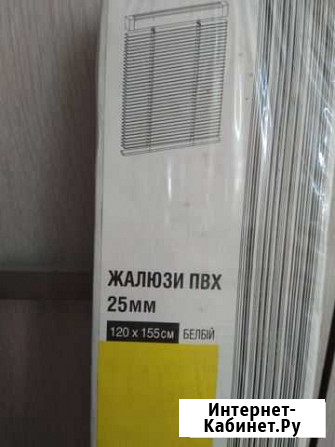 ЖАЛЮЗИ ПВХ
25мм
120 x 155см БЕЛЫЙ
Интернет-
Кабинет.Ру